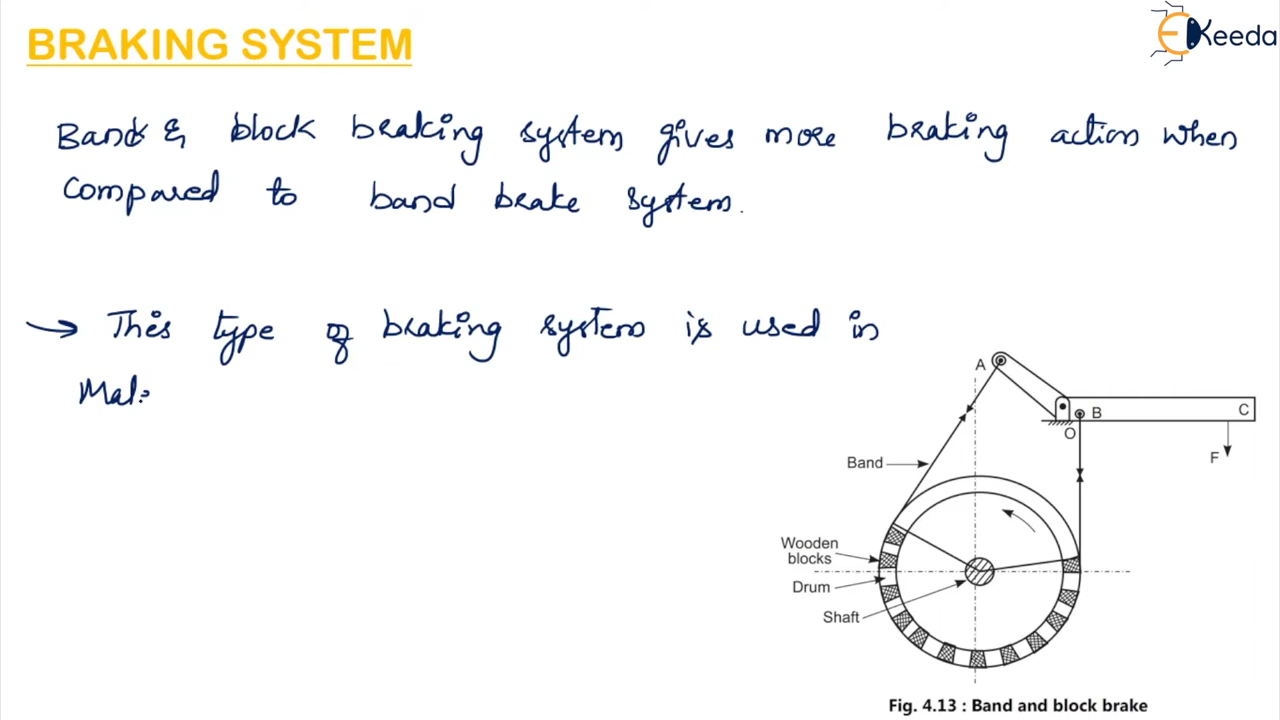 BRAKING SYSTEM
Keeda
Band & block braking system gives more braking action when
compared to band brake system.
→ This type of braking system is used in
Mal
A
B
C
O
F
Band
Wooden
blocks
Drum
Shaft
Fig. 4.13 : Band and block brake